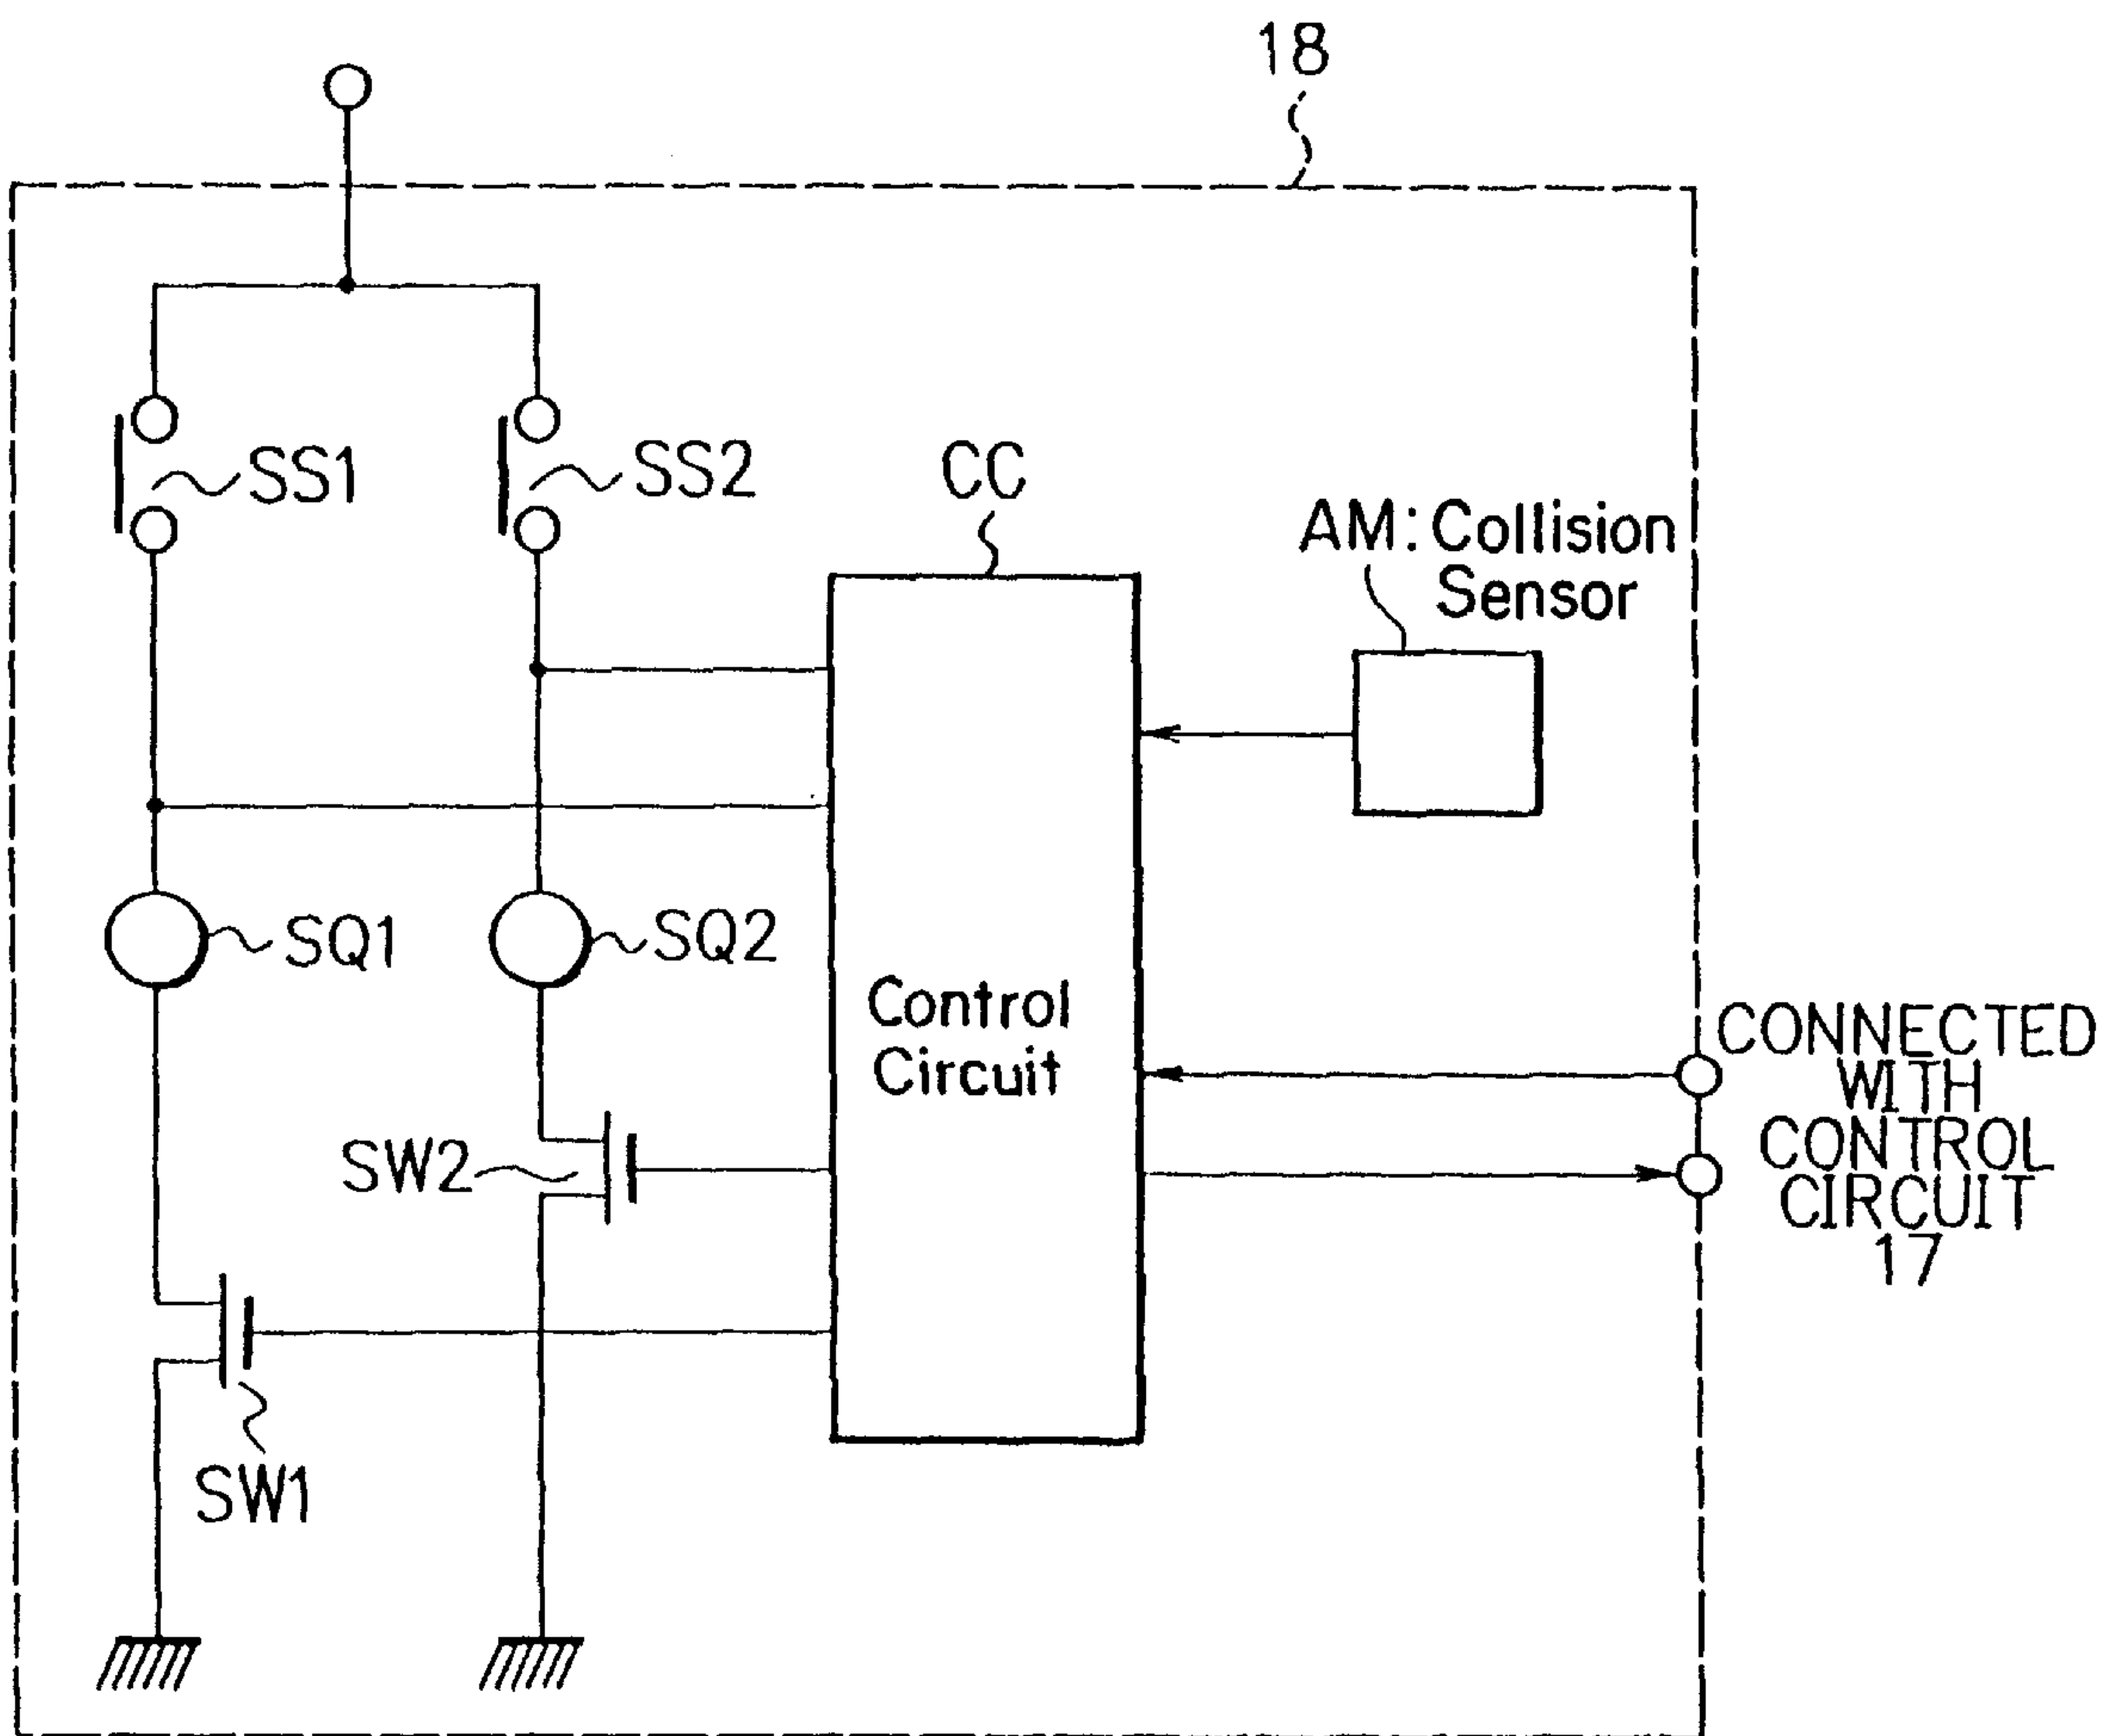 18
SS1
SS2
CC
AM: Collision
Sensor
SQ1
SQ2
Control
Circuit
CONNECTED
WITH
CONTROL
CIRCUIT
17
SW2
SW1